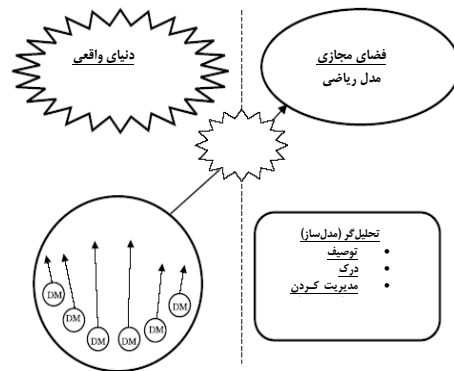 دنیای واقعی
فضای مجازی
مدل ریاضی
تحلیل‌گر (مدل‌ساز)
• توصیف
• درک
• مدیریت کـردن
DM
DM
DM
DM
DM
DM